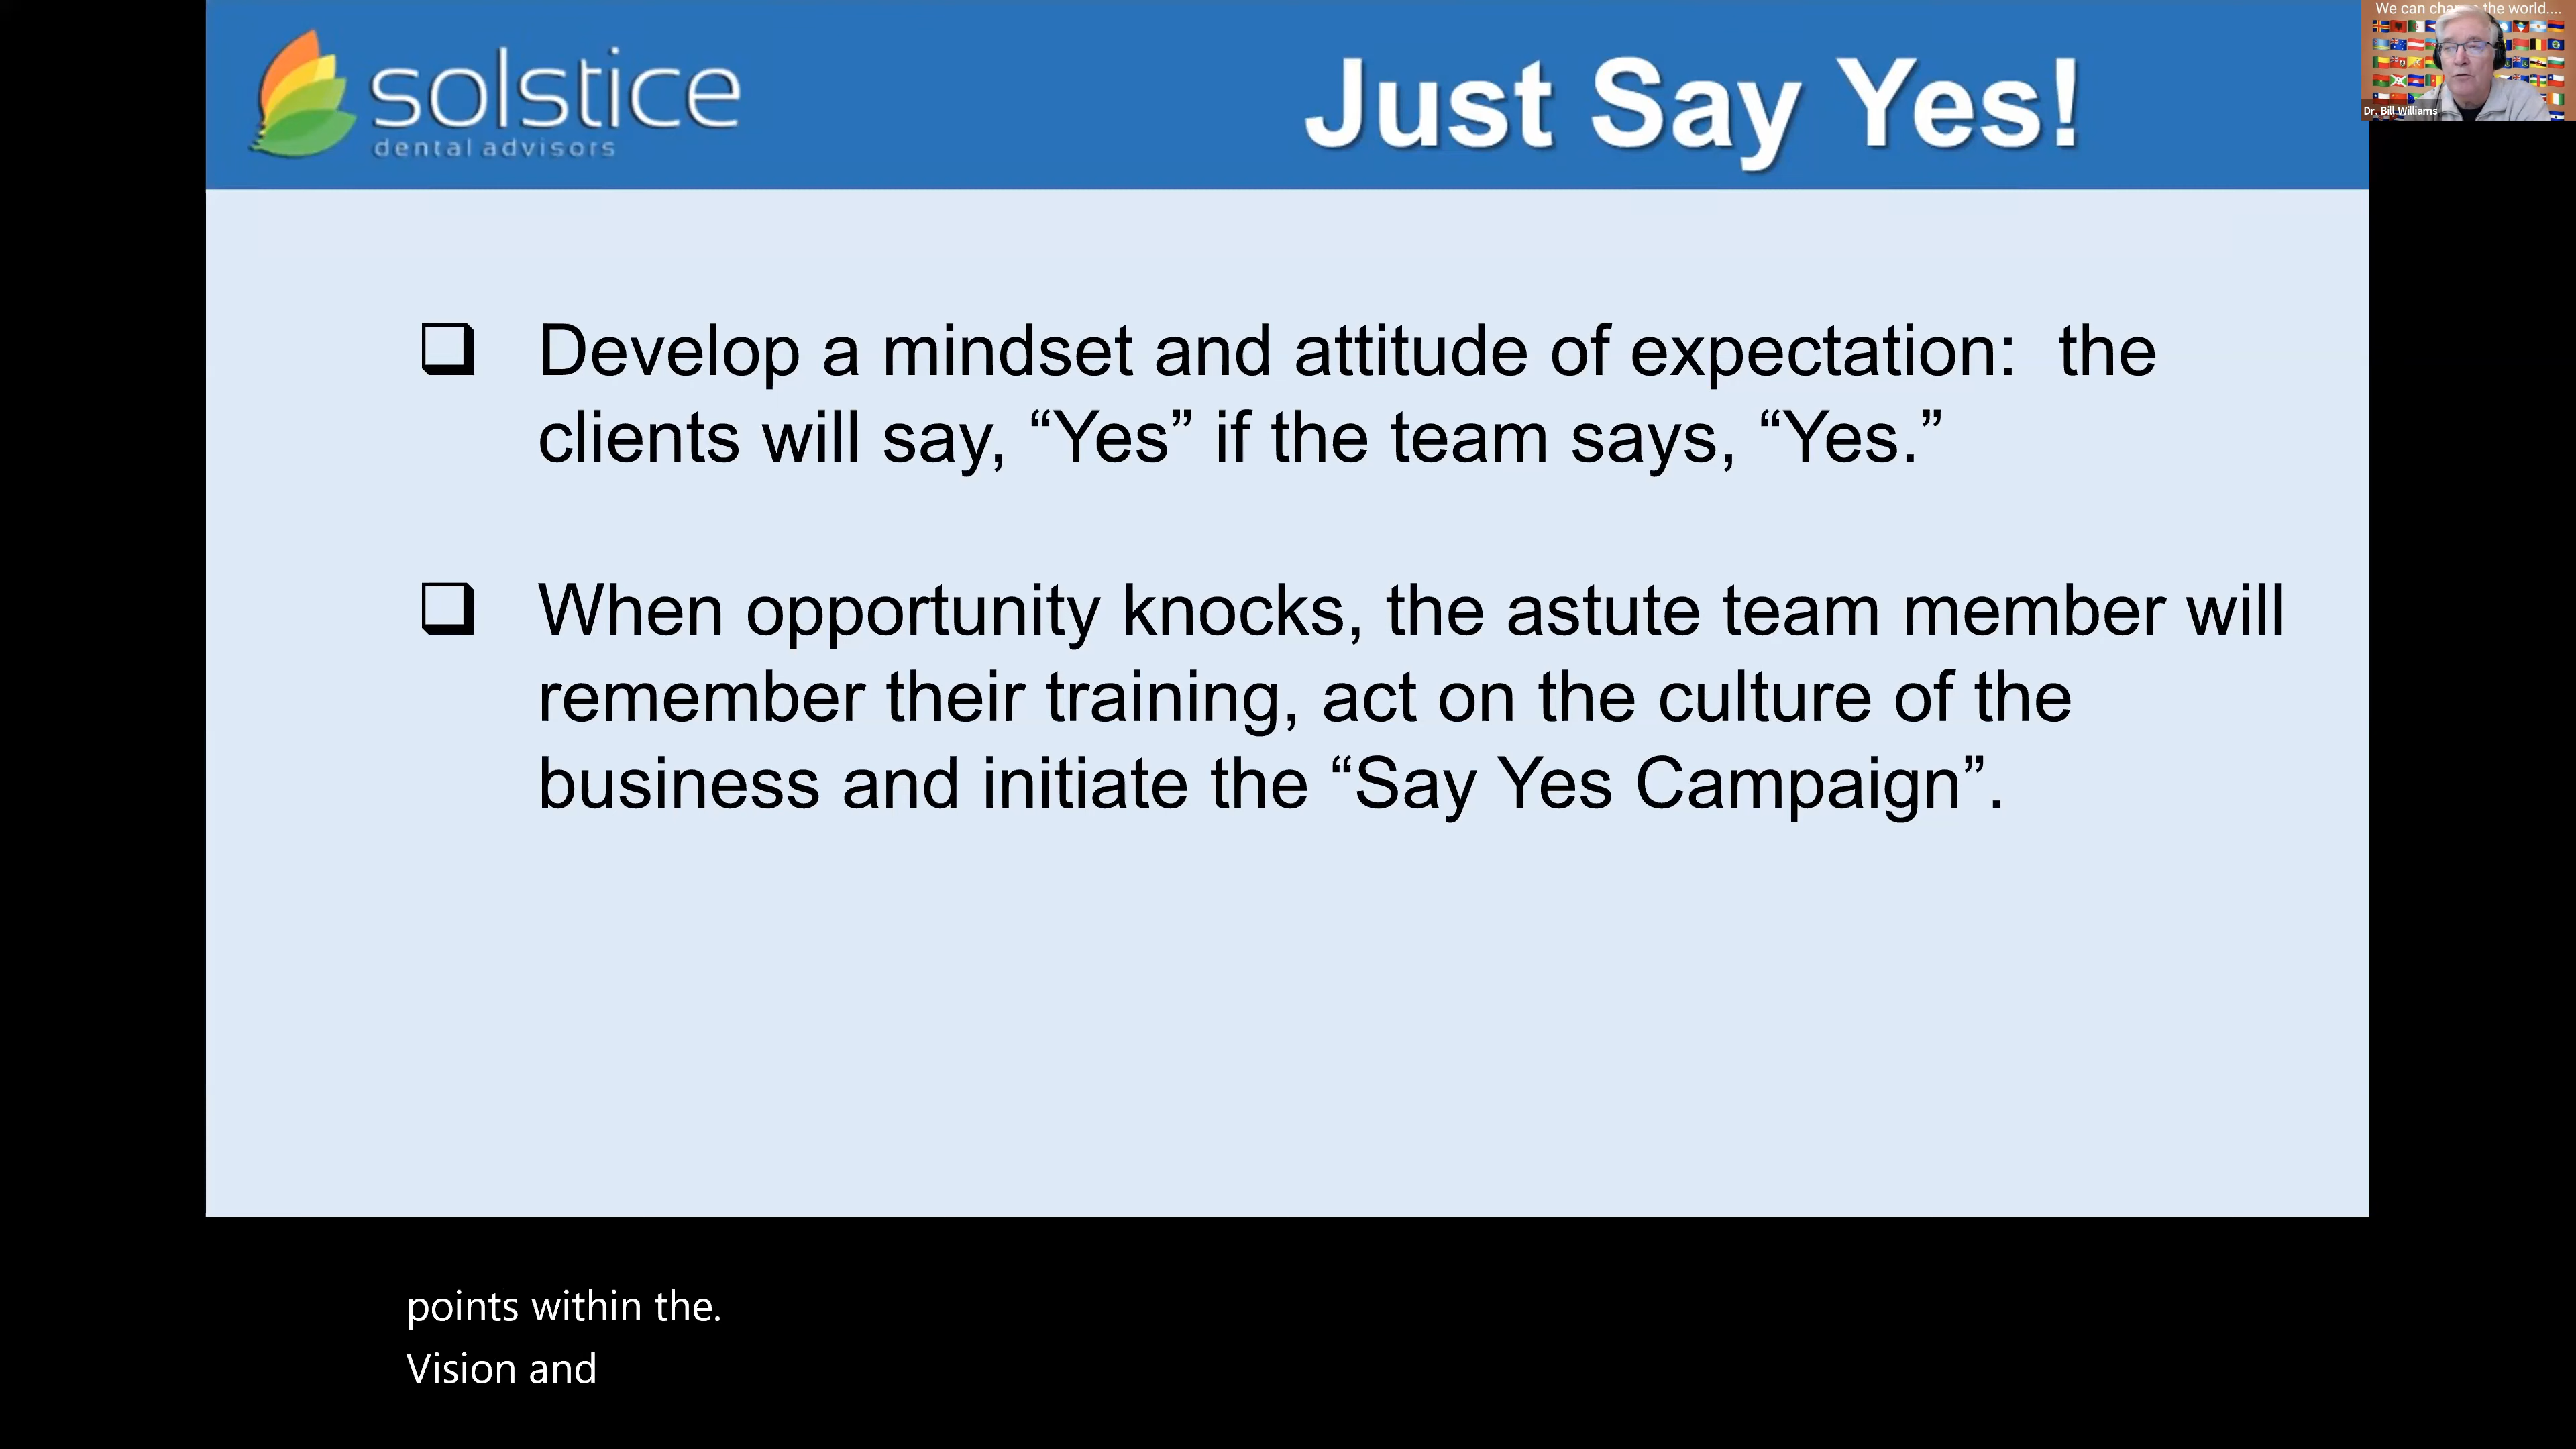 solstice
dental advisors
Just Say Yes!
We can change the world....
Dr. Bill Williams
❑ Develop a mindset and attitude of expectation:  the
clients will say, “Yes” if the team says, “Yes.”
❑ When opportunity knocks, the astute team member will
remember their training, act on the culture of the
business and initiate the “Say Yes Campaign”.
points within the.
Vision and